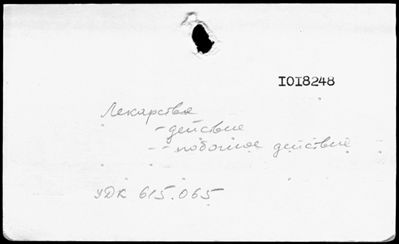 I018248
Лекарства
- действие
-- побочное действие
УДК 615.065